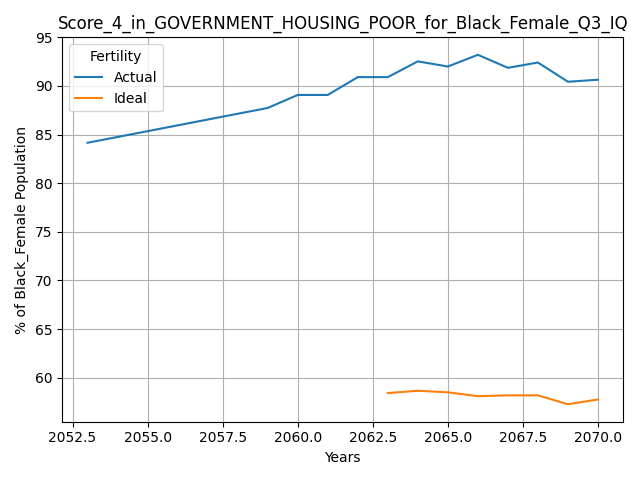 Score_4_in_GOVERNMENT_HOUSING_POOR_for_Black_Female_Q3_IQ
Fertility
Actual
Ideal
95
90
85
80
75
70
65
60
% of Black_Female Population
2052.5 2055.0 2057.5 2060.0 2062.5 2065.0 2067.5 2070.0
Years